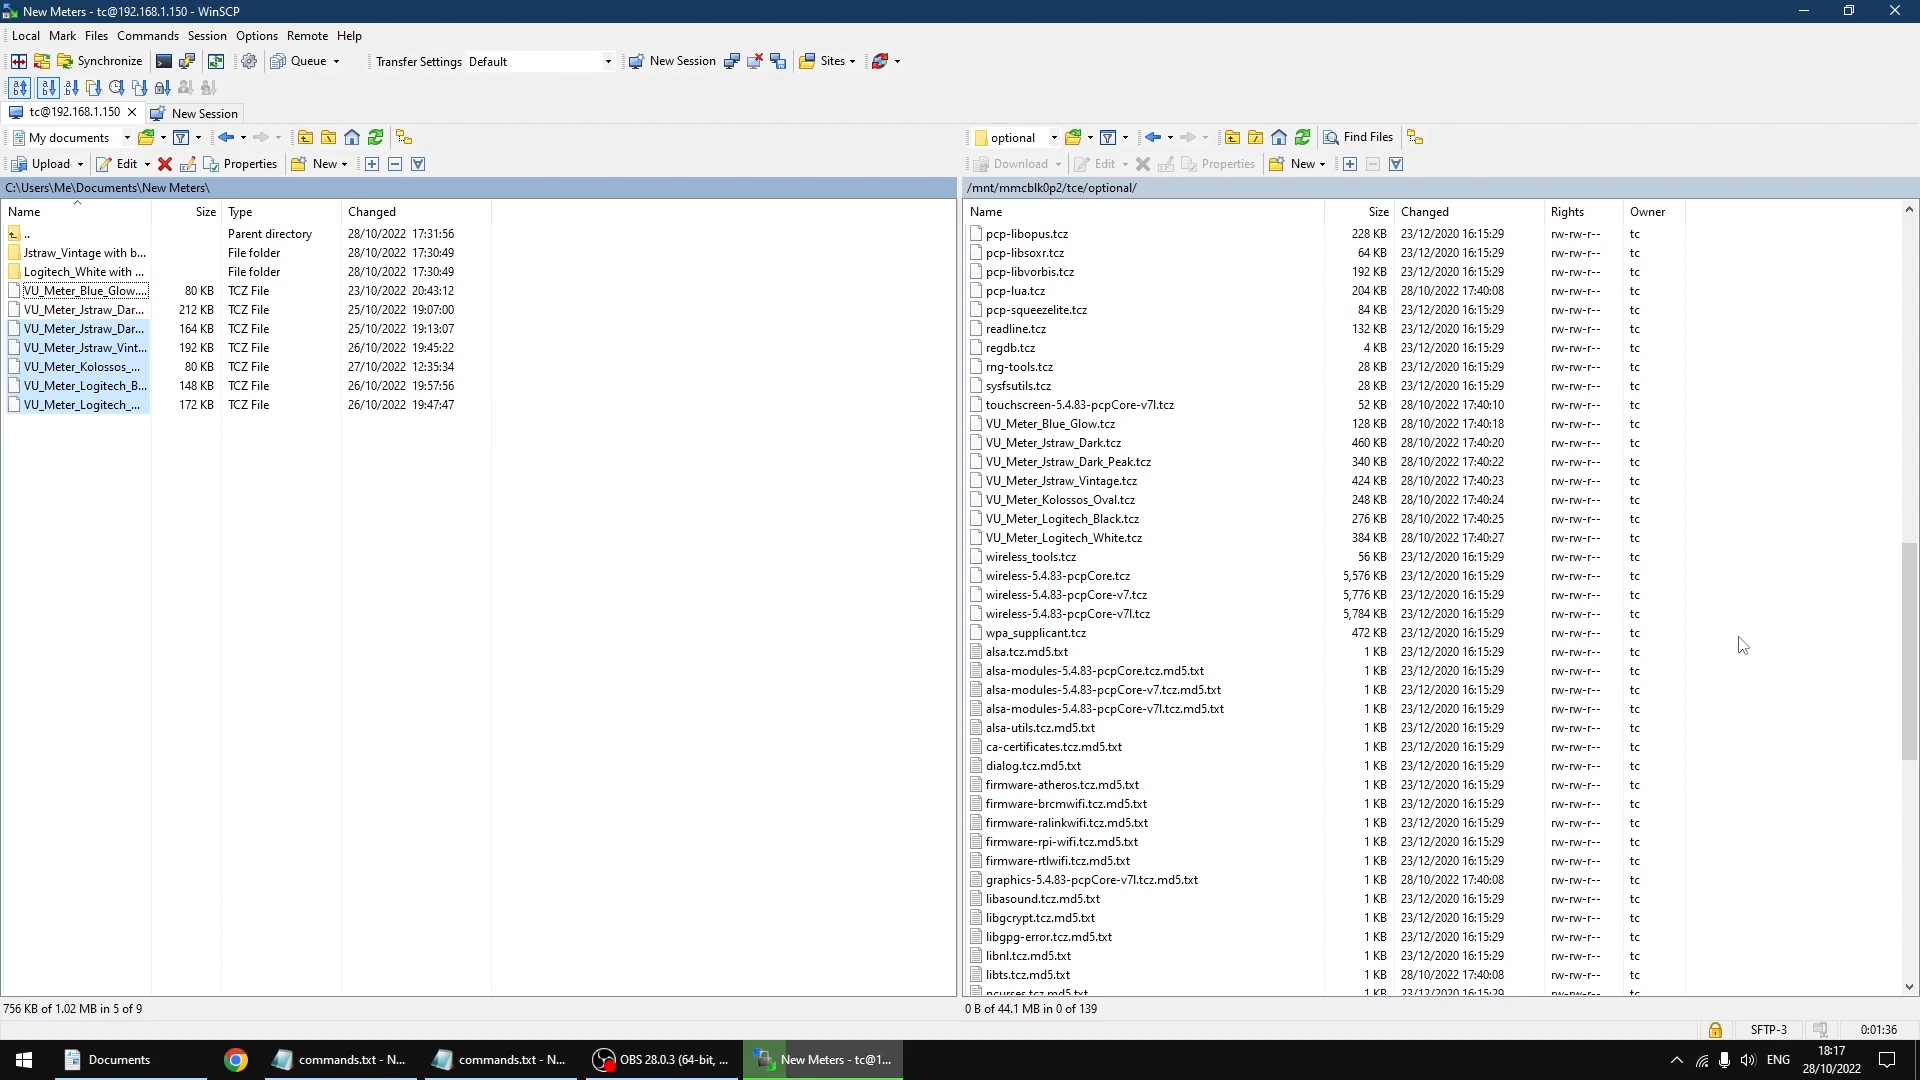 New Meters - tc@192.168.1.150 - WinSCP
Local Mark Files Commands Session Options Remote Help
Synchronize Queue Transfer Settings Default New Session Sites
tc@192.168.1.150 New Session
My documents
optional Find Files
Upload Edit Properties New
Download Edit Properties New
C:\Users\Me\Documents\New Meters\
/mnt/mmcblk0p2/tce/optional/
Name Size Type Changed
.. Parent directory 28/10/2022 17:31:56
Jstraw_Vintage with b... File folder 28/10/2022 17:30:49
Logitech_White with ... File folder 28/10/2022 17:30:49
VU_Meter_Blue_Glow.... 80 KB TCZ File 23/10/2022 20:43:12
VU_Meter_Jstraw_Dar... 212 KB TCZ File 25/10/2022 19:07:00
VU_Meter_Jstraw_Dar... 164 KB TCZ File 25/10/2022 19:13:07
VU_Meter_Jstraw_Vint... 192 KB TCZ File 26/10/2022 19:45:22
VU_Meter_Kolossos_... 80 KB TCZ File 27/10/2022 12:35:34
VU_Meter_Logitech_B... 148 KB TCZ File 26/10/2022 19:57:56
VU_Meter_Logitech_... 172 KB TCZ File 26/10/2022 19:47:47
Name Size Changed Rights Owner
pcp-libopus.tcz 228 KB 23/12/2020 16:15:29 rw-rw-r-- tc
pcp-libsoxr.tcz 64 KB 23/12/2020 16:15:29 rw-rw-r-- tc
pcp-libvorbis.tcz 192 KB 23/12/2020 16:15:29 rw-rw-r-- tc
pcp-lua.tcz 204 KB 28/10/2022 17:40:08 rw-rw-r-- tc
pcp-squeezelite.tcz 84 KB 23/12/2020 16:15:29 rw-rw-r-- tc
readline.tcz 132 KB 23/12/2020 16:15:29 rw-rw-r-- tc
regdb.tcz 4 KB 23/12/2020 16:15:29 rw-rw-r-- tc
rng-tools.tcz 28 KB 23/12/2020 16:15:29 rw-rw-r-- tc
sysfsutils.tcz 28 KB 23/12/2020 16:15:29 rw-rw-r-- tc
touchscreen-5.4.83-pcpCore-v7l.tcz 52 KB 28/10/2022 17:40:10 rw-rw-r-- tc
VU_Meter_Blue_Glow.tcz 128 KB 28/10/2022 17:40:18 rw-rw-r-- tc
VU_Meter_Jstraw_Dark.tcz 460 KB 28/10/2022 17:40:20 rw-rw-r-- tc
VU_Meter_Jstraw_Dark_Peak.tcz 340 KB 28/10/2022 17:40:22 rw-rw-r-- tc
VU_Meter_Jstraw_Vintage.tcz 424 KB 28/10/2022 17:40:23 rw-rw-r-- tc
VU_Meter_Kolossos_Oval.tcz 248 KB 28/10/2022 17:40:24 rw-rw-r-- tc
VU_Meter_Logitech_Black.tcz 276 KB 28/10/2022 17:40:25 rw-rw-r-- tc
VU_Meter_Logitech_White.tcz 384 KB 28/10/2022 17:40:27 rw-rw-r-- tc
wireless_tools.tcz 56 KB 23/12/2020 16:15:29 rw-rw-r-- tc
wireless-5.4.83-pcpCore.tcz 5,576 KB 23/12/2020 16:15:29 rw-rw-r-- tc
wireless-5.4.83-pcpCore-v7.tcz 5,776 KB 23/12/2020 16:15:29 rw-rw-r-- tc
wireless-5.4.83-pcpCore-v7l.tcz 5,784 KB 23/12/2020 16:15:29 rw-rw-r-- tc
wpa_supplicant.tcz 472 KB 23/12/2020 16:15:29 rw-rw-r-- tc
alsa.tcz.md5.txt 1 KB 23/12/2020 16:15:29 rw-rw-r-- tc
alsa-modules-5.4.83-pcpCore.tcz.md5.txt 1 KB 23/12/2020 16:15:29 rw-rw-r-- tc
alsa-modules-5.4.83-pcpCore-v7.tcz.md5.txt 1 KB 23/12/2020 16:15:29 rw-rw-r-- tc
alsa-modules-5.4.83-pcpCore-v7l.tcz.md5.txt 1 KB 23/12/2020 16:15:29 rw-rw-r-- tc
alsa-utils.tcz.md5.txt 1 KB 23/12/2020 16:15:29 rw-rw-r-- tc
ca-certificates.tcz.md5.txt 1 KB 23/12/2020 16:15:29 rw-rw-r-- tc
dialog.tcz.md5.txt 1 KB 23/12/2020 16:15:29 rw-rw-r-- tc
firmware-atheros.tcz.md5.txt 1 KB 23/12/2020 16:15:29 rw-rw-r-- tc
firmware-brcmwifi.tcz.md5.txt 1 KB 23/12/2020 16:15:29 rw-rw-r-- tc
firmware-ralinkwifi.tcz.md5.txt 1 KB 23/12/2020 16:15:29 rw-rw-r-- tc
firmware-rpi-wifi.tcz.md5.txt 1 KB 23/12/2020 16:15:29 rw-rw-r-- tc
firmware-rtlwifi.tcz.md5.txt 1 KB 23/12/2020 16:15:29 rw-rw-r-- tc
graphics-5.4.83-pcpCore-v7l.tcz.md5.txt 1 KB 28/10/2022 17:40:08 rw-rw-r-- tc
libasound.tcz.md5.txt 1 KB 23/12/2020 16:15:29 rw-rw-r-- tc
libgcrypt.tcz.md5.txt 1 KB 23/12/2020 16:15:29 rw-rw-r-- tc
libgpg-error.tcz.md5.txt 1 KB 23/12/2020 16:15:29 rw-rw-r-- tc
libnl.tcz.md5.txt 1 KB 23/12/2020 16:15:29 rw-rw-r-- tc
libts.tcz.md5.txt 1 KB 28/10/2022 17:40:08 rw-rw-r-- tc
ncurses.tcz.md5.txt 1 KB 23/12/2020 16:15:29 rw-rw-r-- tc
756 KB of 1.02 MB in 5 of 9
0 B of 44.1 MB in 0 of 139
SFTP-3 0:01:36
Documents commands.txt - N... commands.txt - N... OBS 28.0.3 (64-bit, ... New Meters - tc@1... ENG 18:17
28/10/2022